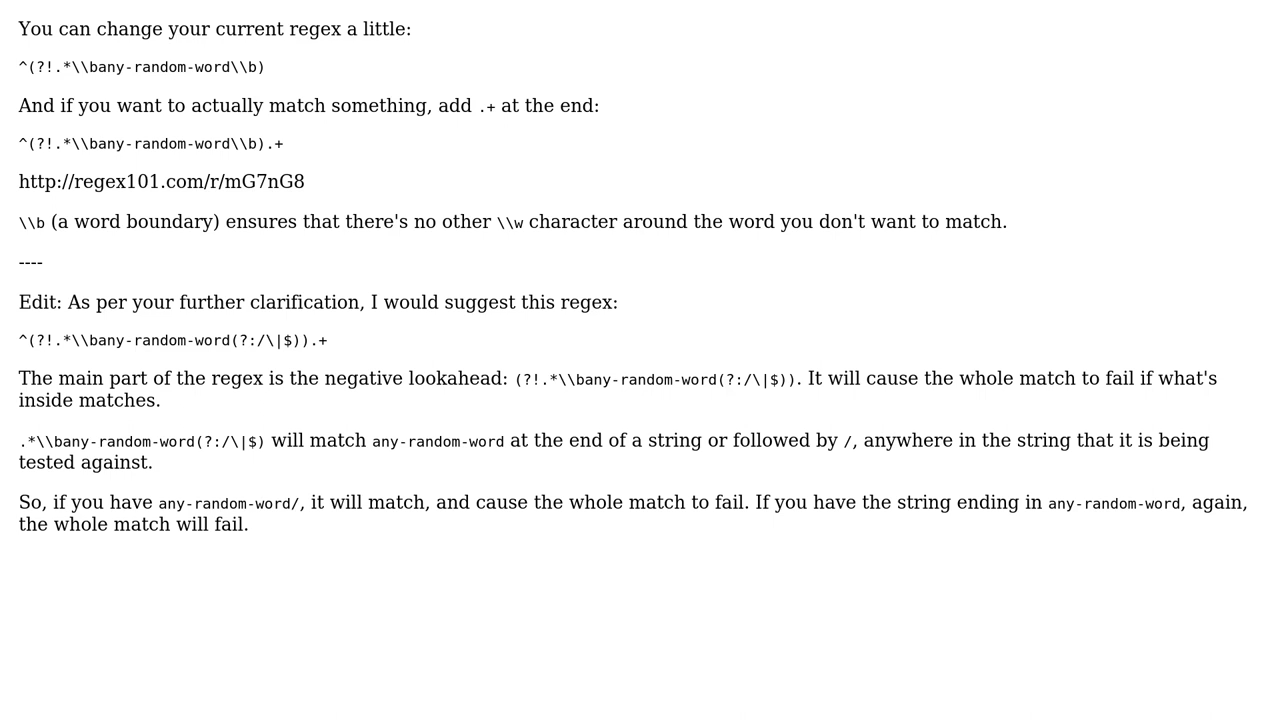 You can change your current regex a little:
^(?!.*\\bany-random-word\\b)
And if you want to actually match something, add .+ at the end:
^(?!.*\\bany-random-word\\b).+
http://regex101.com/r/mG7nG8
\\b (a word boundary) ensures that there's no other \\w character around the word you don't want to match.
----
Edit: As per your further clarification, I would suggest this regex:
^(?!.*\\bany-random-word(?:/\|$)).+
The main part of the regex is the negative lookahead: (?!.*\\bany-random-word(?:/\|$)). It will cause the whole match to fail if what's
inside matches.
.*\\bany-random-word(?:/\|$) will match any-random-word at the end of a string or followed by /, anywhere in the string that it is being
tested against.
So, if you have any-random-word/, it will match, and cause the whole match to fail. If you have the string ending in any-random-word, again,
the whole match will fail.